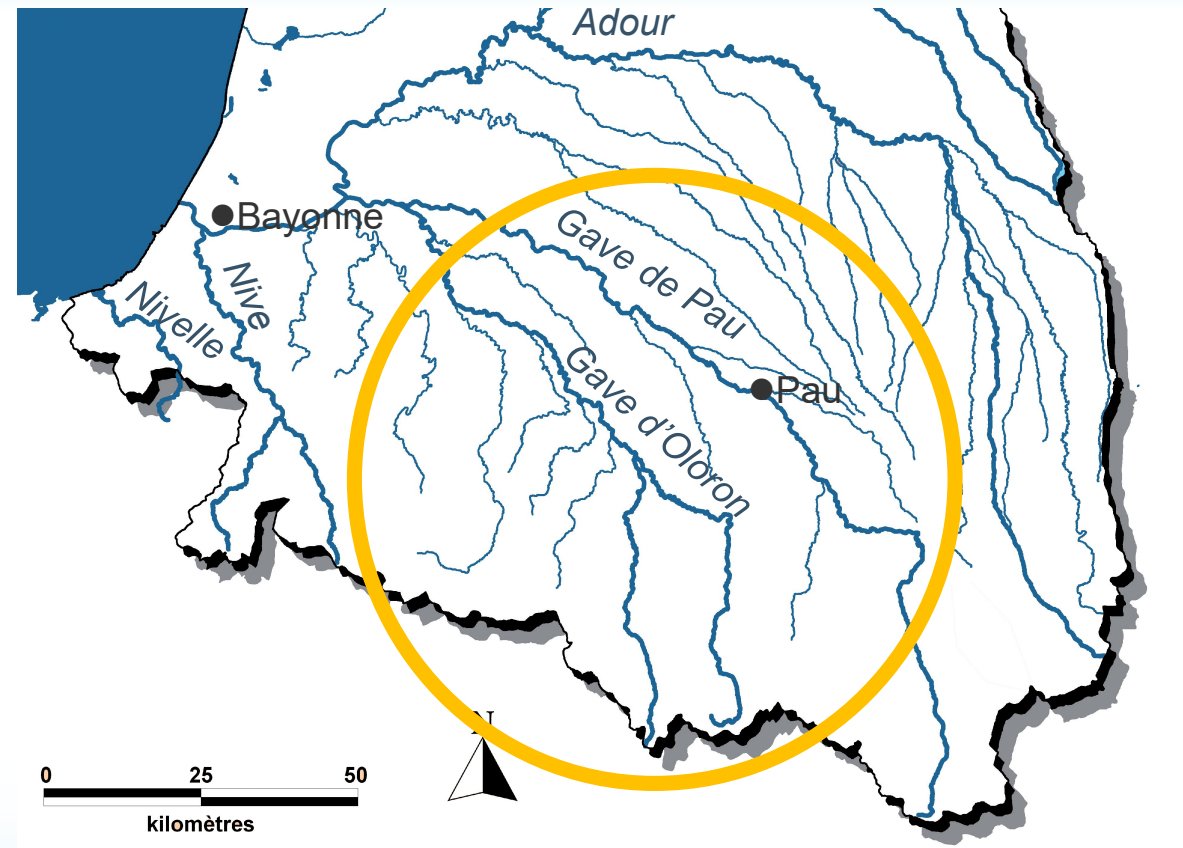 Adour
Bayonne
Gave de Pau
Nive
Nivelle
Gave d'Oloron
Pau
N
0 25 50
kilomètres